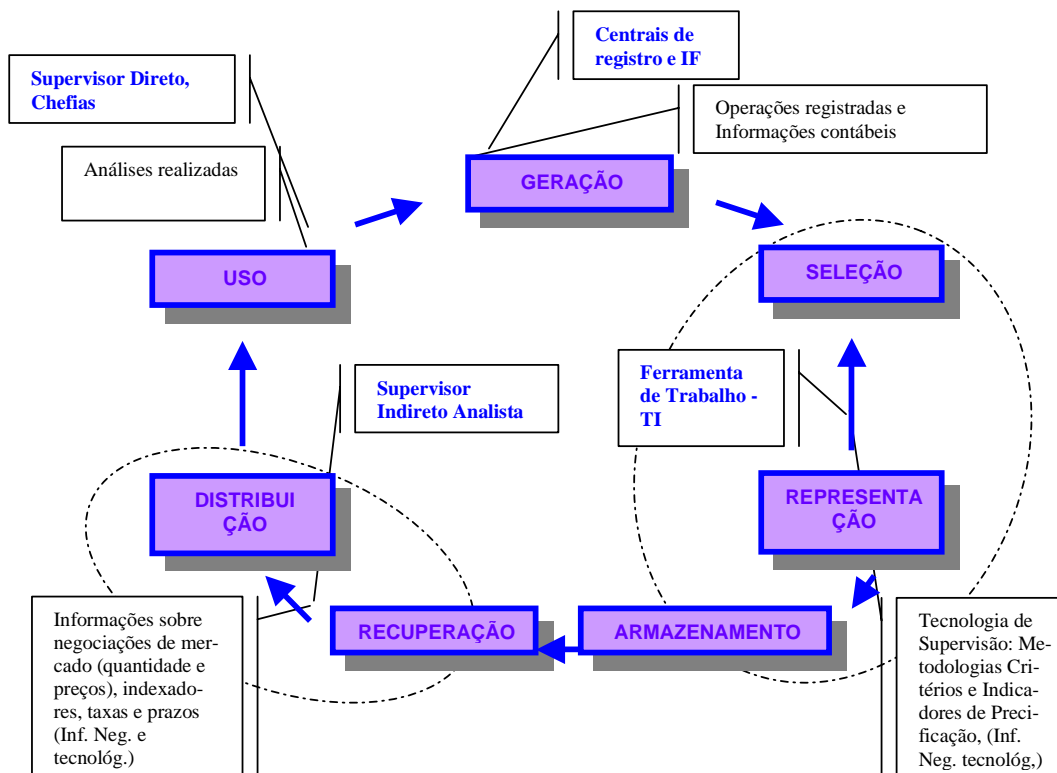 Centrais de
registro e IF
Supervisor Direto,
Chefias
Operações registradas e
Informações contábeis
Análises realizadas
GERAÇÃO
USO
SELEÇÃO
Supervisor
Indireto Analista
Ferramenta
de Trabalho -
TI
DISTRIBUI
ÇÃO
REPRESENTA
ÇÃO
RECUPERAÇÃO
ARMAZENAMENTO
Informações sobre
negociações de mer-
cado (quantidade e
preços), indexado-
res, taxas e prazos
(Inf. Neg. e
tecnológ.)
Tecnologia de
Supervisão: Me-
todologias Cri-
térios e Indica-
dores de Preci-
ficação, (Inf.
Neg. tecnológ,)